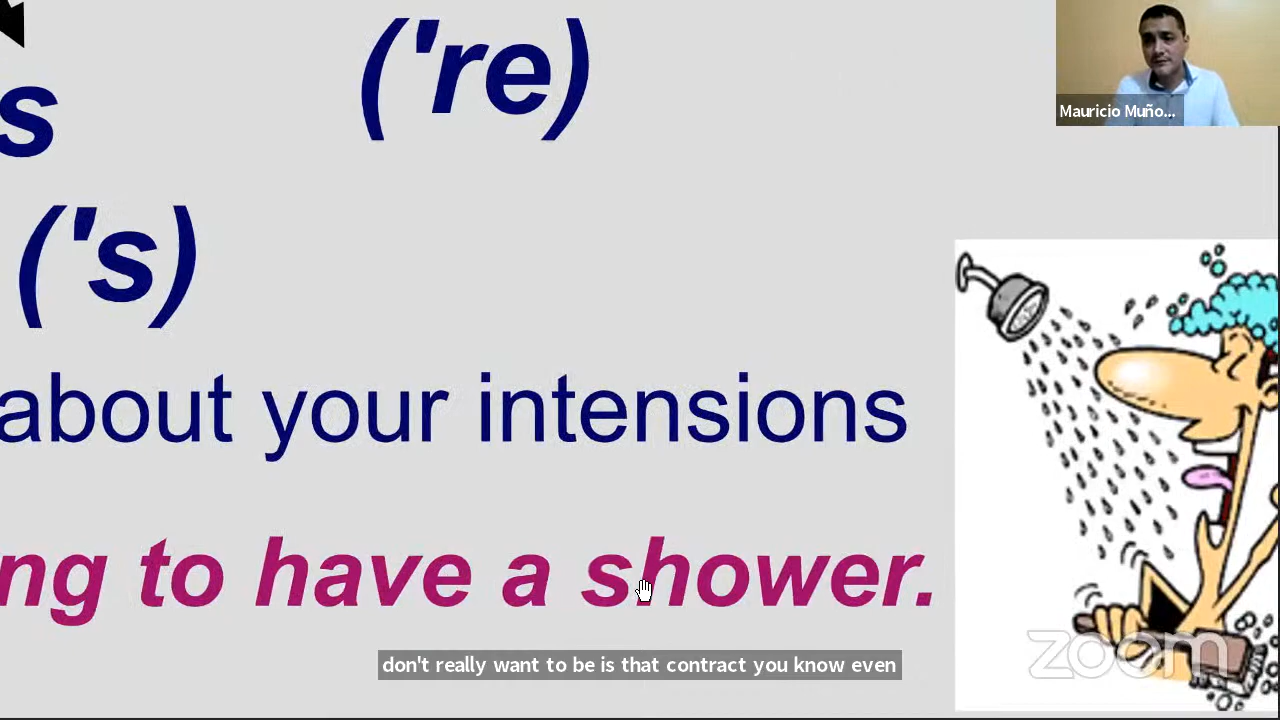 ('re)
s
Mauricio Muño...
('s)
about your intensions
ng to have a shower.
zoom
don't really want to be is that contract you know even